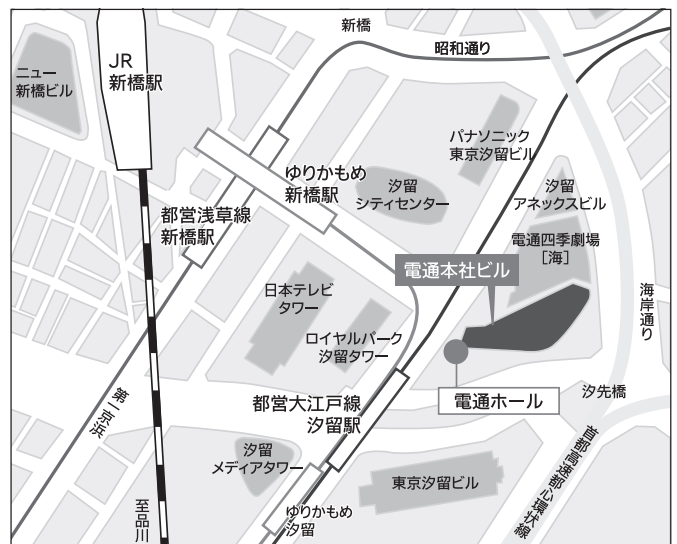 新橋
昭和通り
JR
新橋駅
ニュー
新橋ビル
パナソニック
東京汐留ビル
ゆりかもめ
新橋駅
汐留
シティセンター
汐留
アネックスビル
都営浅草線
新橋駅
電通四季劇場
［海］
電通本社ビル
日本テレビ
タワー
海岸通り
ロイヤルパーク
汐留タワー
汐先橋
電通ホール
都営大江戸線
汐留駅
第一京浜
首都高速都心環状線
汐留
メディアタワー
東京汐留ビル
至品川
ゆりかもめ
汐留